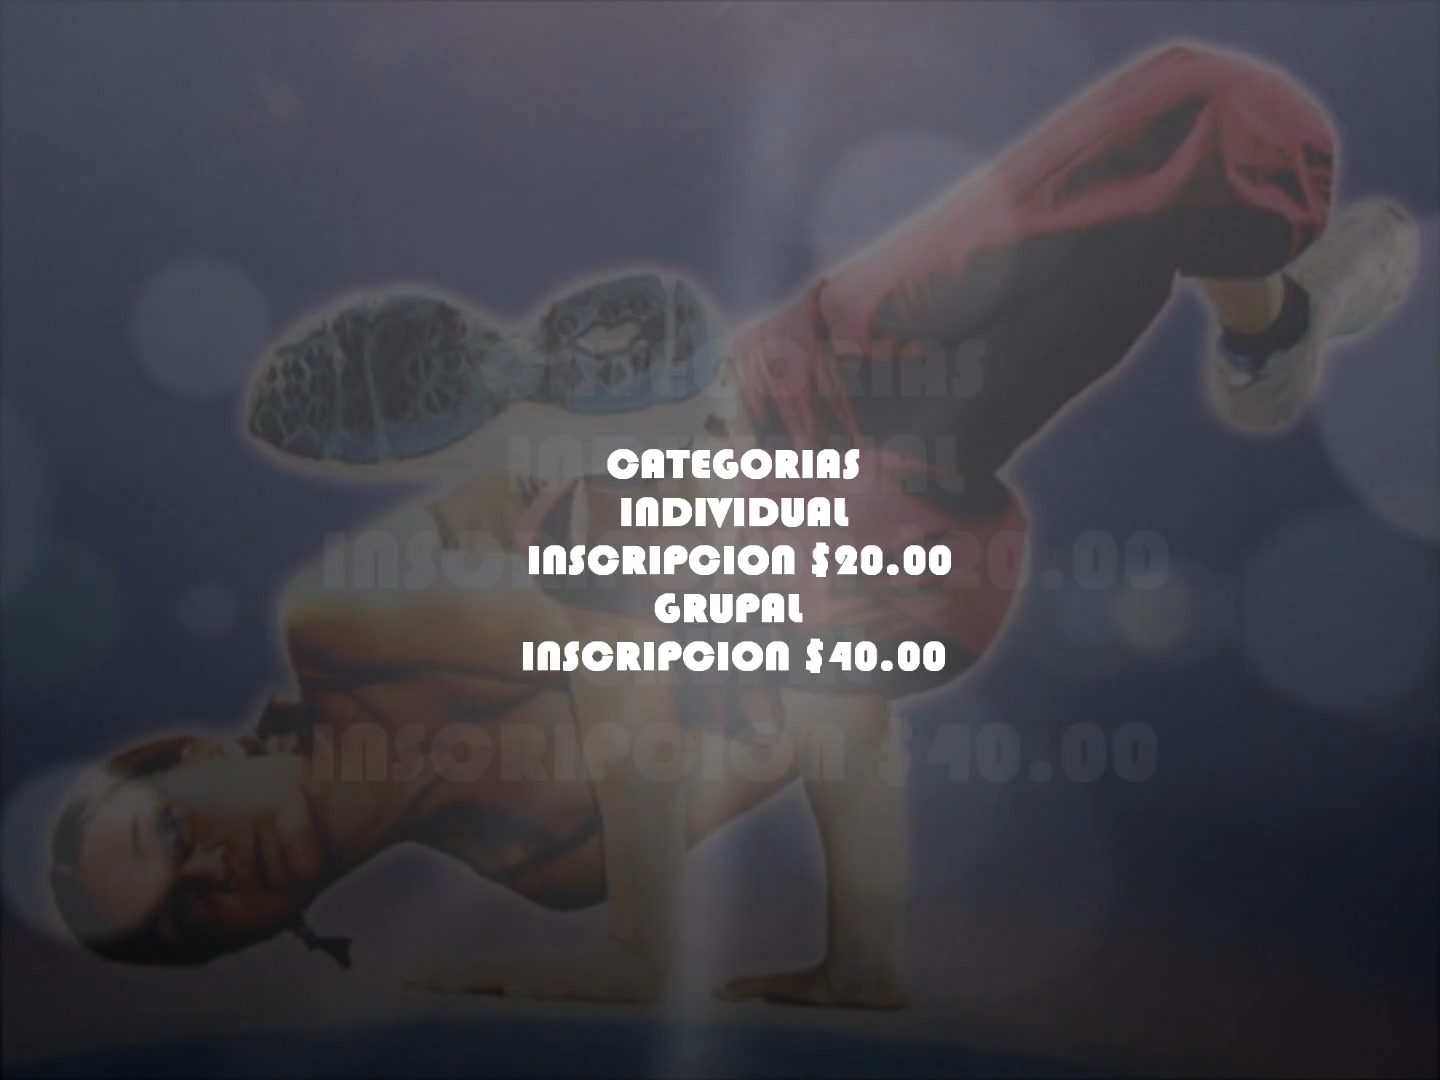 CATEGORIAS
INDIVIDUAL
INSCRIPCION $20.00
GRUPAL
INSCRIPCION $40.00